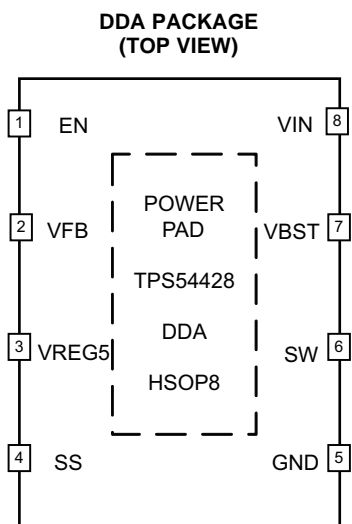 DDA PACKAGE
(TOP VIEW)
1 EN
VIN 8
POWER
PAD
2 VFB
VBST 7
TPS54428
DDA
3 VREG5
SW 6
HSOP8
4 SS
GND 5